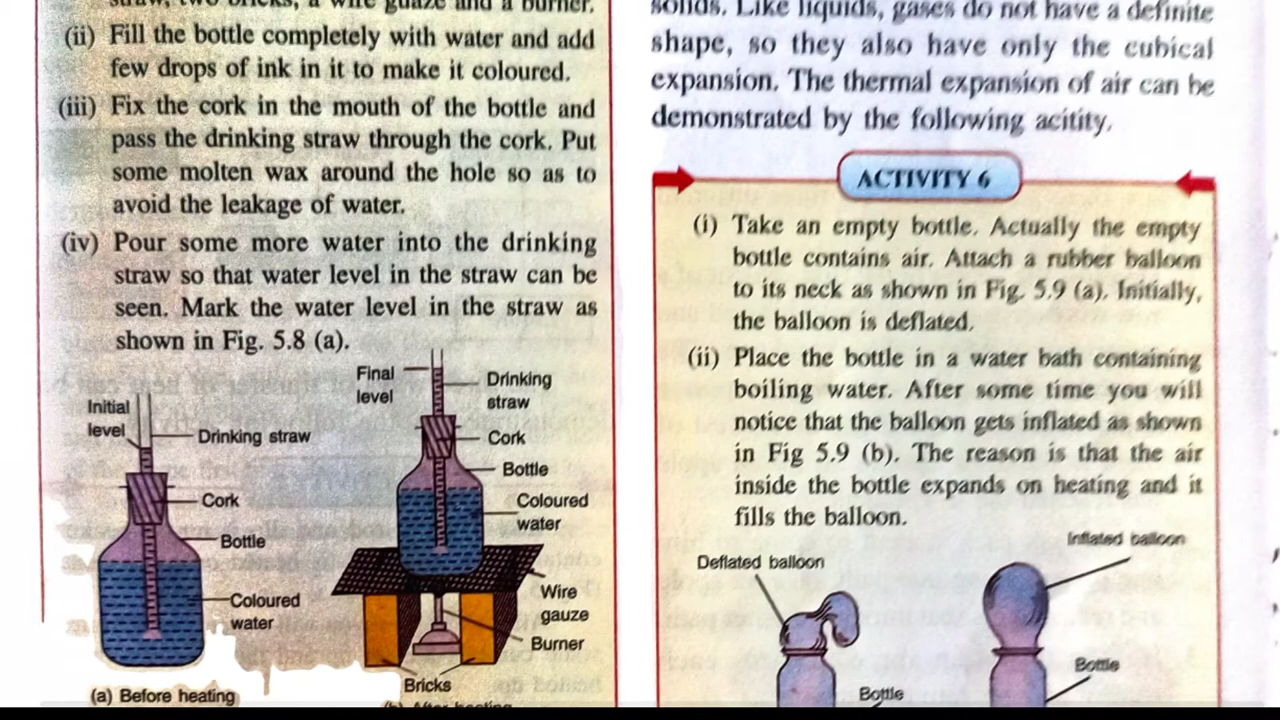 straw, two bricks, a wire guaze and a burner.
(ii) Fill the bottle completely with water and add
few drops of ink in it to make it coloured.
(iii) Fix the cork in the mouth of the bottle and
pass the drinking straw through the cork. Put
some molten wax around the hole so as to
avoid the leakage of water.
(iv) Pour some more water into the drinking
straw so that water level in the straw can be
seen. Mark the water level in the straw as
shown in Fig. 5.8 (a).
Initial
level
Drinking straw
Cork
Bottle
Coloured
water
(a) Before heating
Final
level
Drinking
straw
Cork
Bottle
Coloured
water
Wire
gauze
Burner
Bricks
(b) After heating
solids. Like liquids, gases do not have a definite
shape, so they also have only the cubical
expansion. The thermal expansion of air can be
demonstrated by the following acitity.
ACTIVITY 6
(i) Take an empty bottle. Actually the empty
bottle contains air. Attach a rubber balloon
to its neck as shown in Fig. 5.9 (a). Initially,
the balloon is deflated.
(ii) Place the bottle in a water bath containing
boiling water. After some time you will
notice that the balloon gets inflated as shown
in Fig 5.9 (b). The reason is that the air
inside the bottle expands on heating and it
fills the balloon.
Deflated balloon
Bottle
Inflated balloon
Bottle